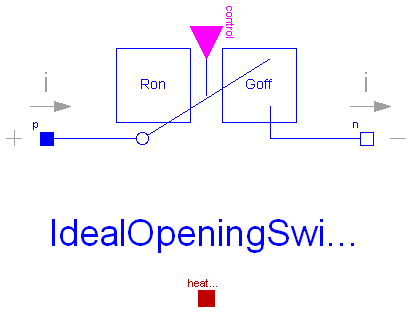 control
Ron
Goff
i
i
p
n
+
−
IdealOpeningSwi...
heat...